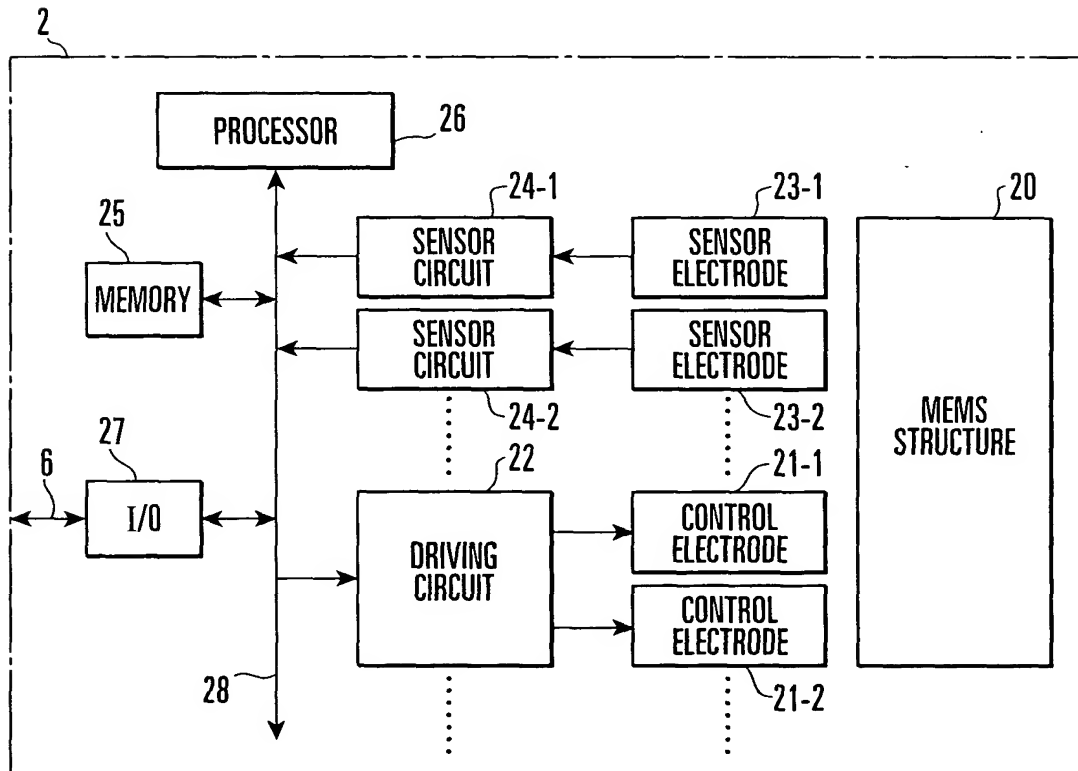 2
PROCESSOR
26
24-1
23-1
20
25
SENSOR
CIRCUIT
SENSOR
ELECTRODE
MEMORY
SENSOR
CIRCUIT
SENSOR
ELECTRODE
MEMS
STRUCTURE
24-2
23-2
27
22
21-1
6
I/O
DRIVING
CIRCUIT
CONTROL
ELECTRODE
CONTROL
ELECTRODE
28
21-2